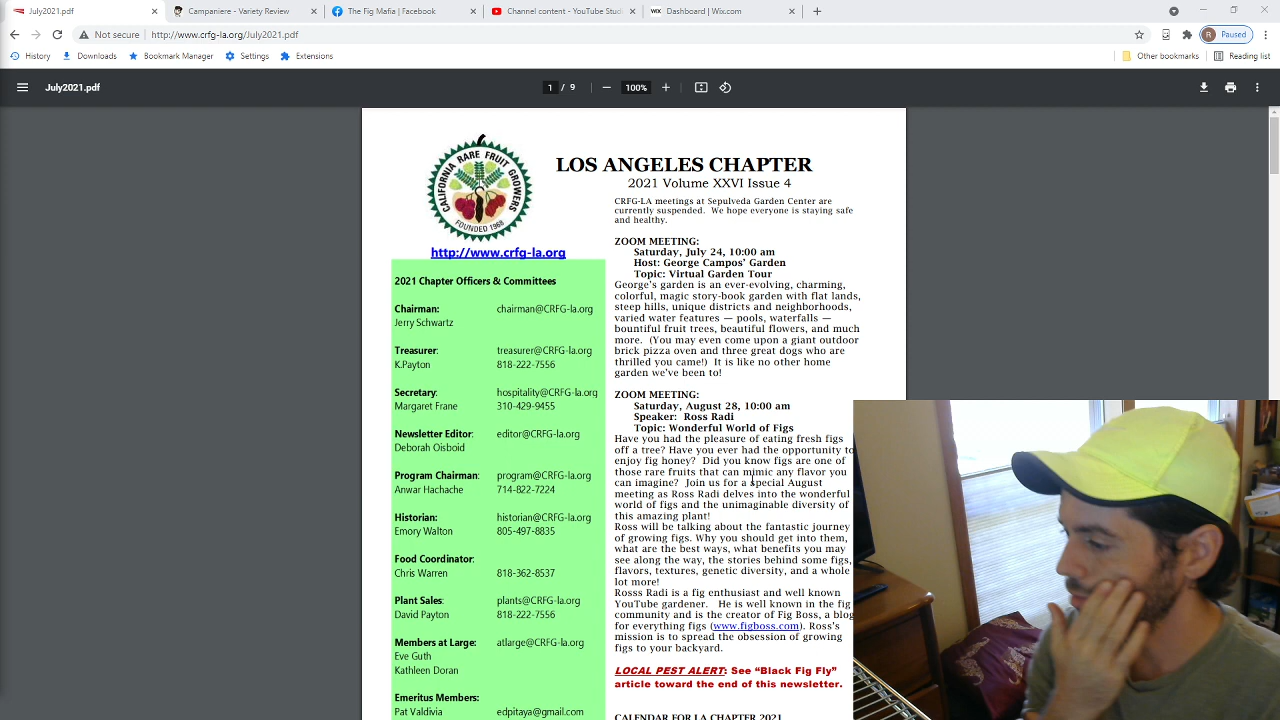 July2021.pdf
Campaniere - Variety Review
The Fig Mafia | Facebook
Content - YouTube Stud
Dashboard | Wix.com
Not secure | www.crfg-la.org/July2021.pdf
Paused
History
Downloads
Bookmark Manager
Settings
Extensions
Other bookmarks
Reading list
July2021.pdf
1 / 9
100%
CALIFORNIA RARE FRUIT GROWERS
FOUNDED 1968
http://www.crfg-la.org
LOS ANGELES CHAPTER
2021 Volume XXVI Issue 4
2021 Chapter Officers & Committees
Chairman: chairman@CRFG-la.org
Jerry Schwartz
Treasurer: treasurer@CRFG-la.org
K.Payton 818-222-7556
Secretary: hospitality@CRFG-la.org
Margaret Frane 310-429-9455
Newsletter Editor: editor@CRFG-la.org
Deborah Oisboid
Program Chairman: program@CRFG-la.org
Anwar Hachache 714-822-7224
Historian: historian@CRFG-la.org
Emory Walton 805-497-8835
Food Coordinator:
Chris Warren 818-362-8537
Plant Sales: plants@CRFG-la.org
David Payton 818-222-7556
Members at Large: atlarge@CRFG-la.org
Eve Guth
Kathleen Doran
Emeritus Members:
Pat Valdivia edpitaya@gmail.com
CRFG-LA meetings at Sepulveda Garden Center are
currently suspended. We hope everyone is staying safe
and healthy.
ZOOM MEETING:
Saturday, July 24, 10:00 am
Host: George Campos' Garden
Topic: Virtual Garden Tour
George's garden is an ever-evolving, charming,
colorful, magic story-book garden with flat lands,
steep hills, unique districts and neighborhoods,
varied water features — pools, waterfalls —
bountiful fruit trees, beautiful flowers, and much
more. (You may even come upon a giant outdoor
brick pizza oven and three great dogs who are
thrilled you came!) It is like no other home
garden we've been to!
ZOOM MEETING:
Saturday, August 28, 10:00 am
Speaker: Ross Radi
Topic: Wonderful World of Figs
Have you had the pleasure of eating fresh figs
off a tree? Have you ever had the opportunity to
enjoy fig honey? Did you know figs are one of
those rare fruits that can mimic any flavor you
can imagine? Join us for a special August
meeting as Ross Radi delves into the wonderful
world of figs and the unimaginable diversity of
this amazing plant!
Ross will be talking about the fantastic journey
of growing figs. Why you should get into them,
what are the best ways, what benefits you may
see along the way, the stories behind some figs,
flavors, textures, genetic diversity, and a whole
lot more!
Rosss Radi is a fig enthusiast and well known
YouTube gardener. He is well known in the fig
community and is the creator of Fig Boss, a blog
for everything figs (www.figboss.com). Ross's
mission is to spread the obsession of growing
figs to your backyard.
LOCAL PEST ALERT: See “Black Fig Fly”
article toward the end of this newsletter.
CALENDAR FOR LA CHAPTER 2021